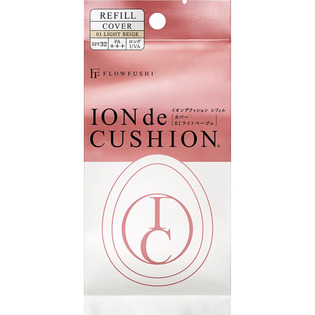 REFILL
COVER
01 LIGHT BEIGE
SPF32 PA+++ ロングUVA
FLOWFUSHI
ION de
CUSHION®
イオンデクッション レフィル
[カバー
01 ライトベージュ]
IC